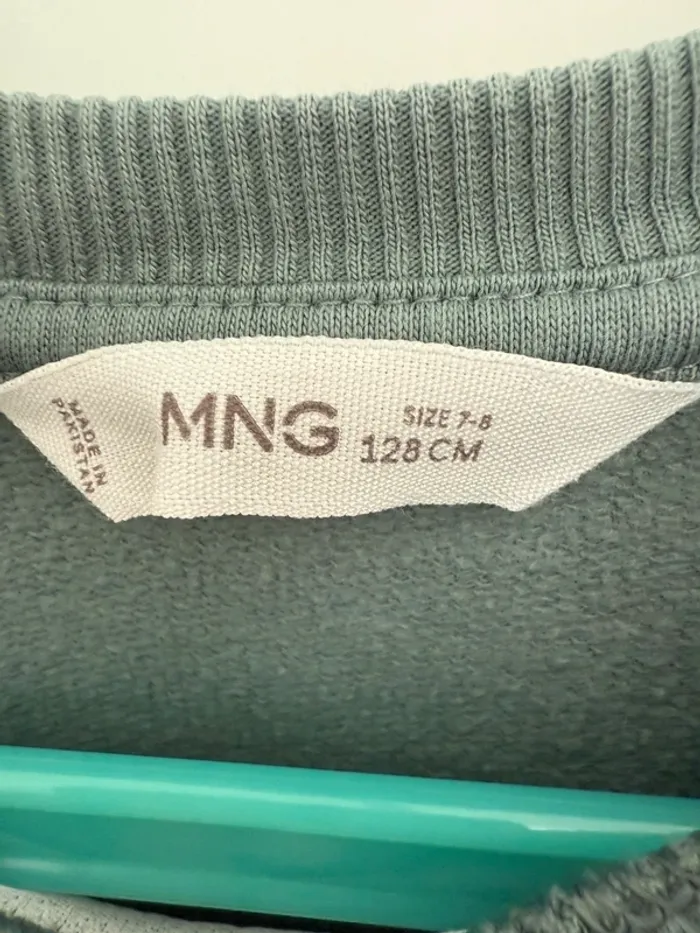 MADE IN
PAKISTAN
MNG
SIZE 7-8
128 CM